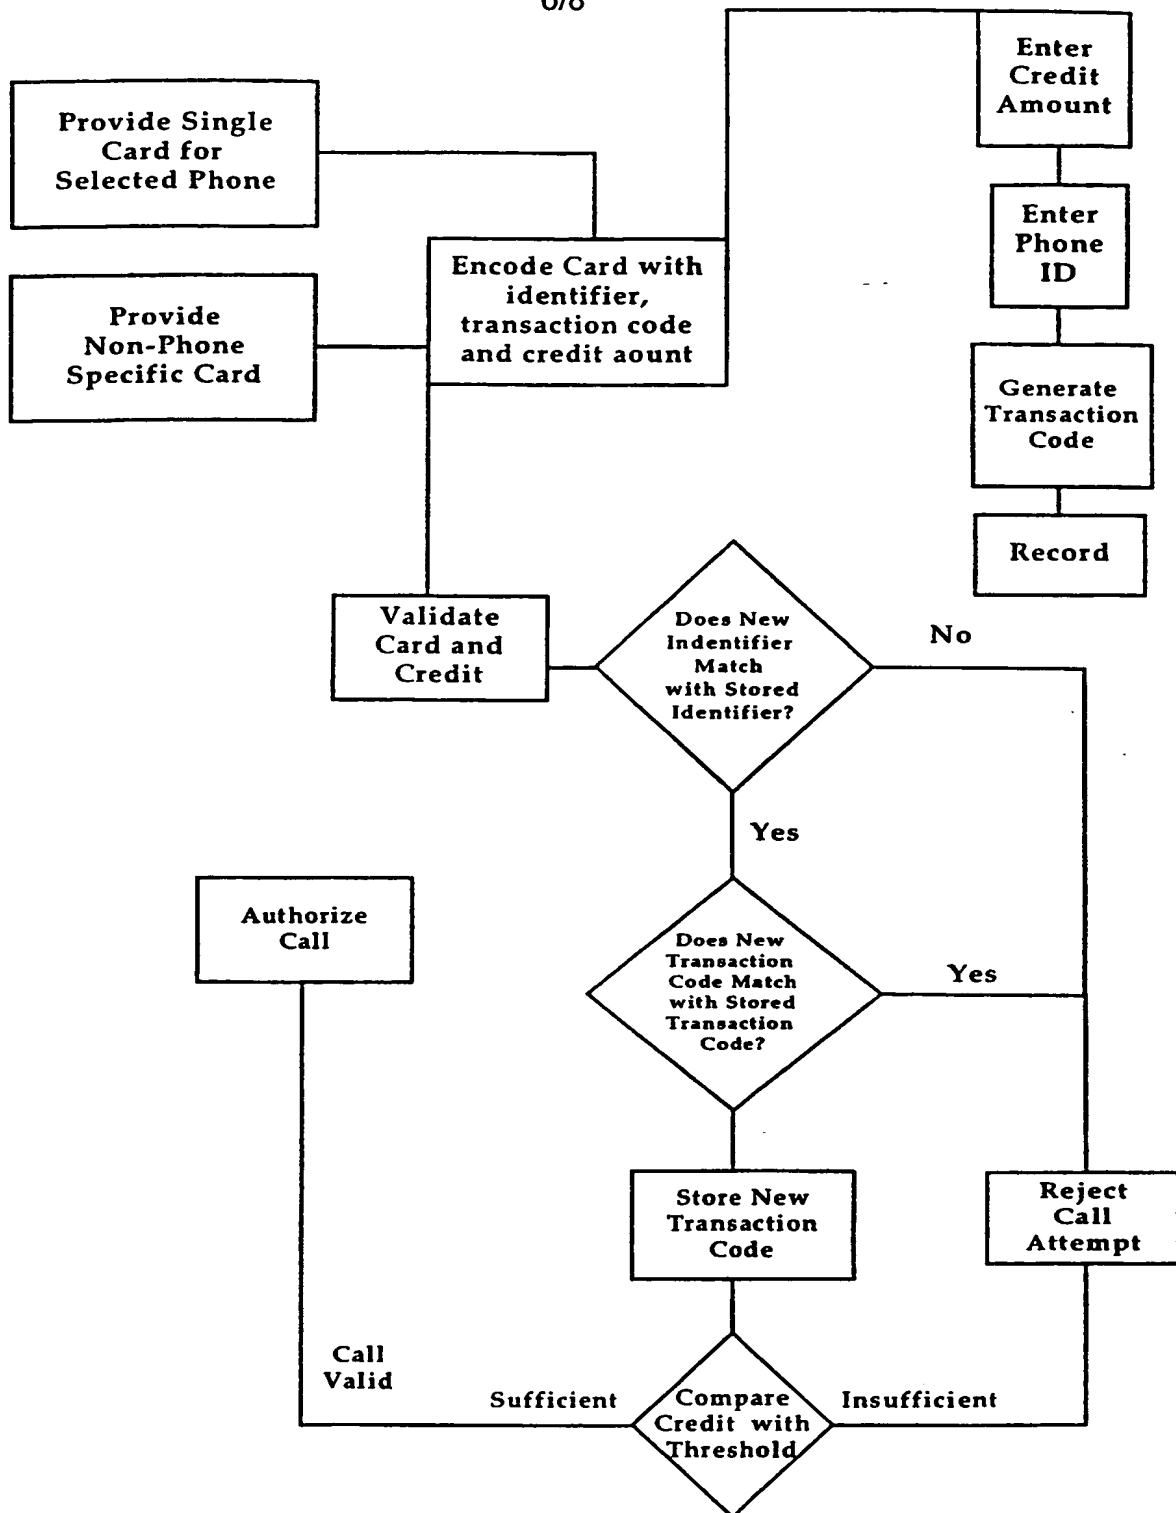 Enter
Credit
Amount
Provide Single
Card for
Selected Phone
Enter
Phone
ID
Encode Card with
identifier,
transaction code
and credit aount
Provide
Non-Phone
Specific Card
Generate
Transaction
Code
Record
Validate
Card and
Credit
Does New
Indentifier
Match
with Stored
Identifier?
No
Yes
Authorize
Call
Does New
Transaction
Code Match
with Stored
Transaction
Code?
Yes
Store New
Transaction
Code
Reject
Call
Attempt
Call
Valid
Sufficient
Compare
Credit with
Threshold
Insufficient